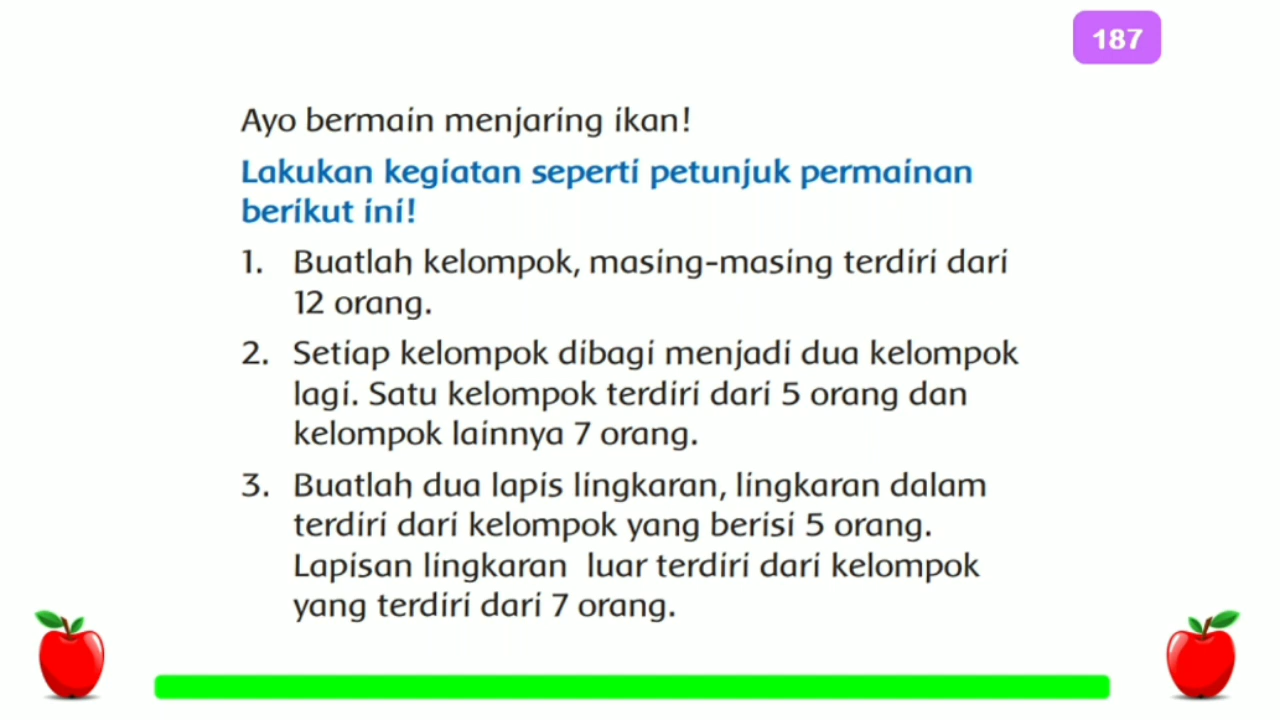 187
Ayo bermain menjaring ikan!
Lakukan kegiatan seperti petunjuk permainan
berikut ini!
1. Buatlah kelompok, masing-masing terdiri dari
12 orang.
2. Setiap kelompok dibagi menjadi dua kelompok
lagi. Satu kelompok terdiri dari 5 orang dan
kelompok lainnya 7 orang.
3. Buatlah dua lapis lingkaran, lingkaran dalam
terdiri dari kelompok yang berisi 5 orang.
Lapisan lingkaran luar terdiri dari kelompok
yang terdiri dari 7 orang.